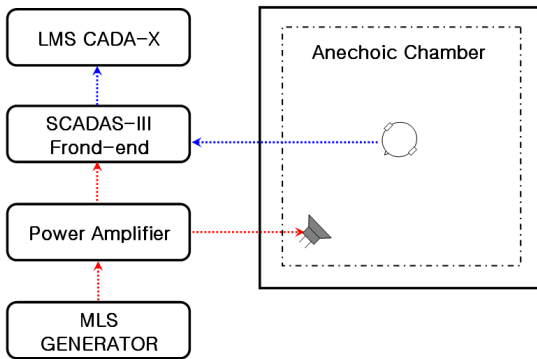 LMS CADA-X
Anechoic Chamber
SCADAS-III
Frond-end
Power Amplifier
MLS
GENERATOR